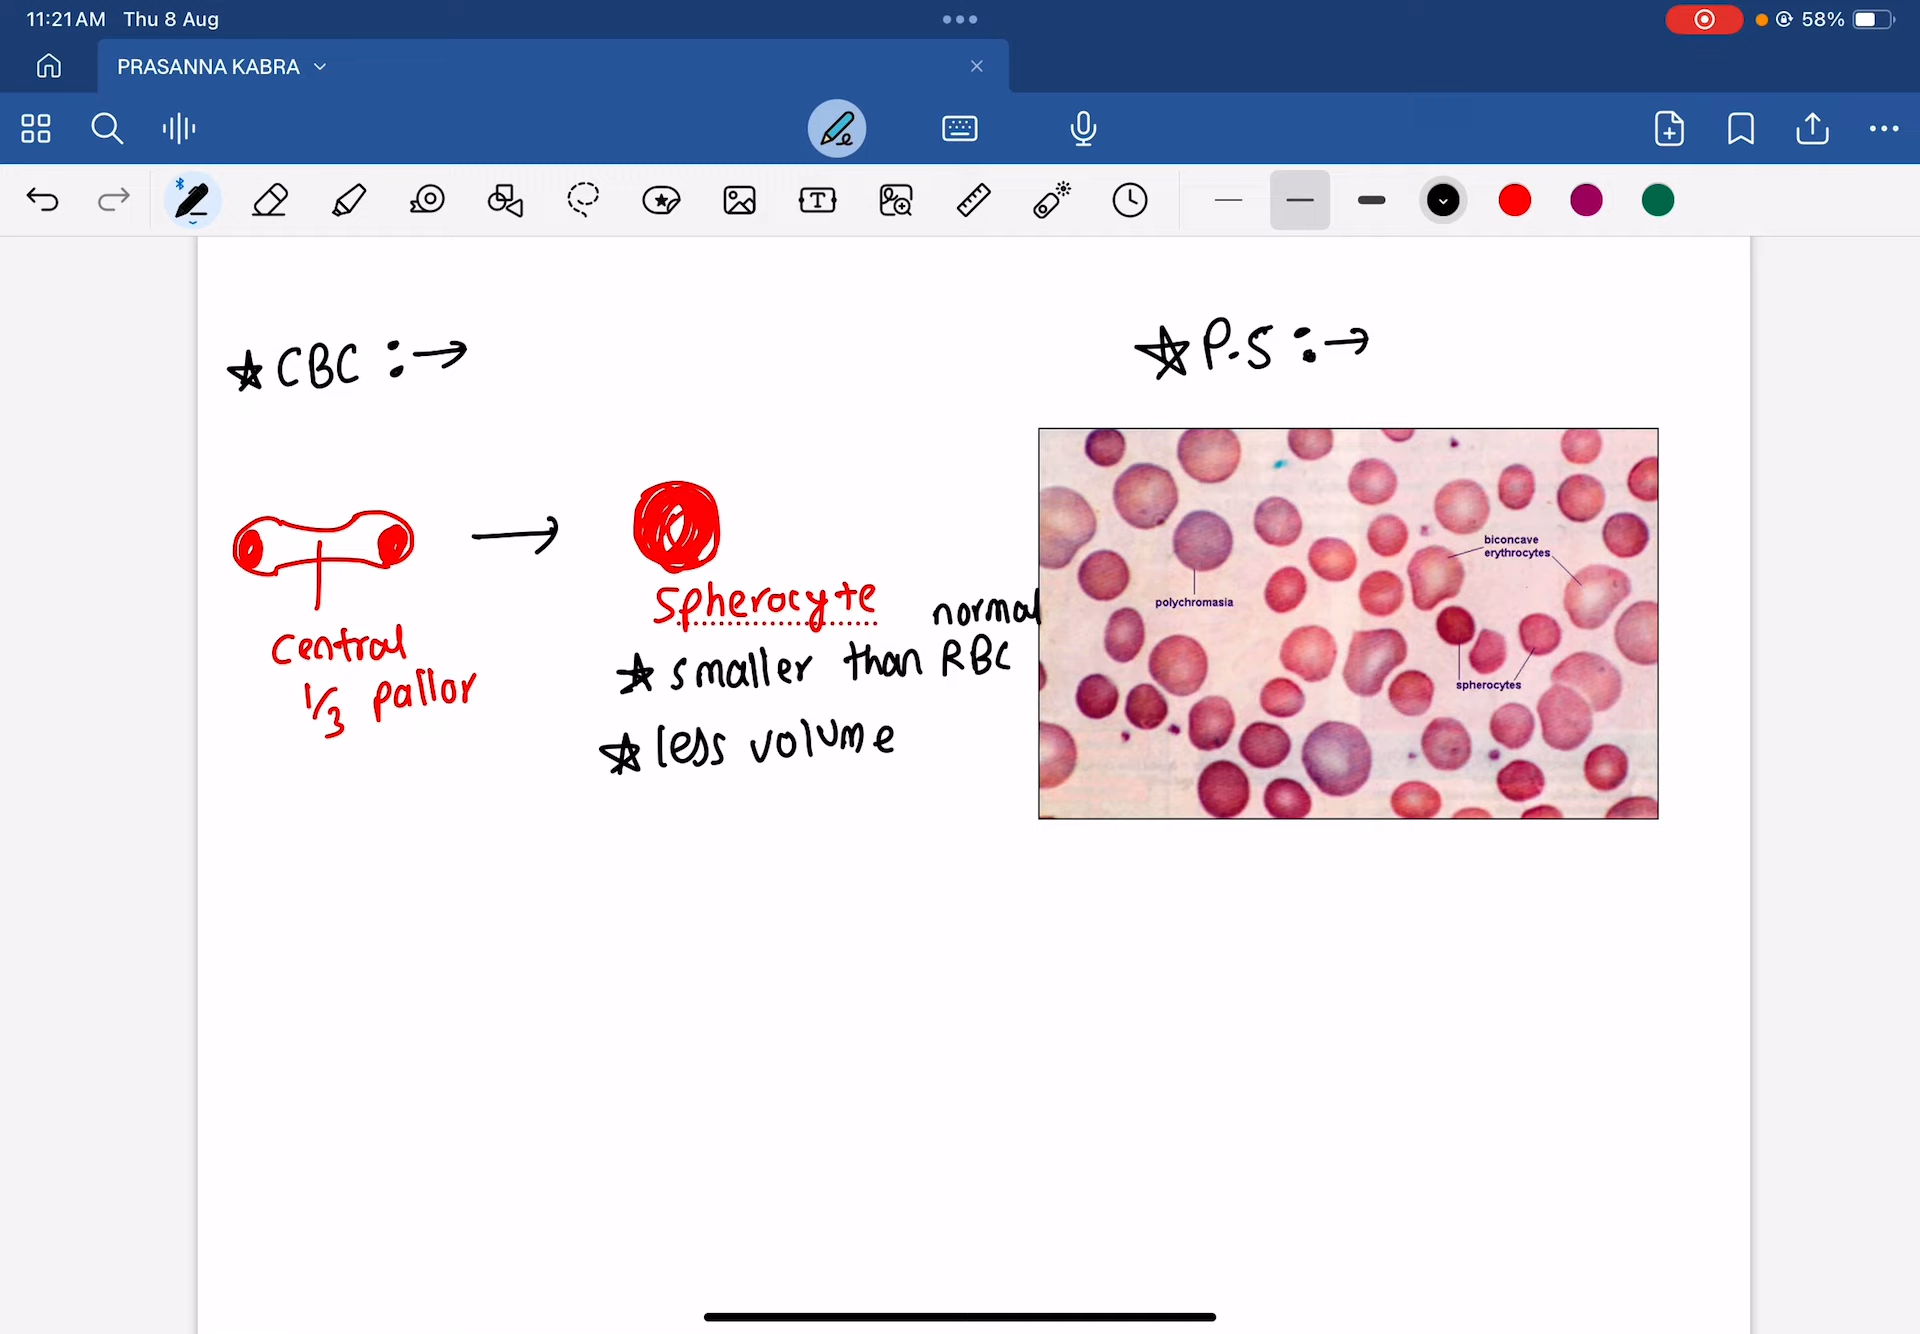 11:21 AM Thu 8 Aug
58%
PRASANNA KABRA
★ CBC :→
★ P.S :→
Central
1/3 pallor
Spherocyte
normal
★ smaller than RBC
★ less volume
biconcave
erythrocytes
polychromasia
spherocytes